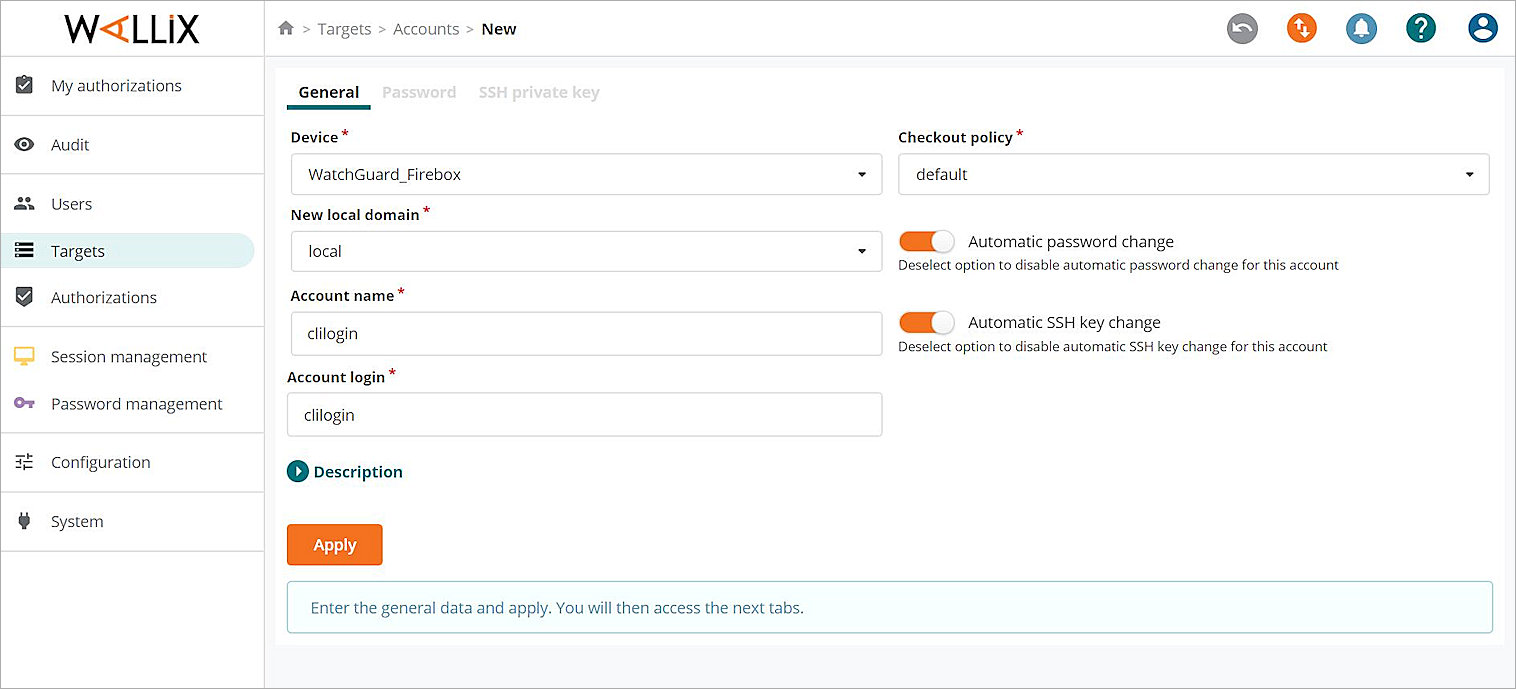 WALLIX
> Targets > Accounts > New
My authorizations
Audit
Users
Targets
Authorizations
Session management
Password management
Configuration
System
General Password SSH private key
Device *
WatchGuard_Firebox
New local domain *
local
Account name *
clilogin
Account login *
clilogin
Checkout policy *
default
Automatic password change
Deselect option to disable automatic password change for this account
Automatic SSH key change
Deselect option to disable automatic SSH key change for this account
Description
Apply
Enter the general data and apply. You will then access the next tabs.